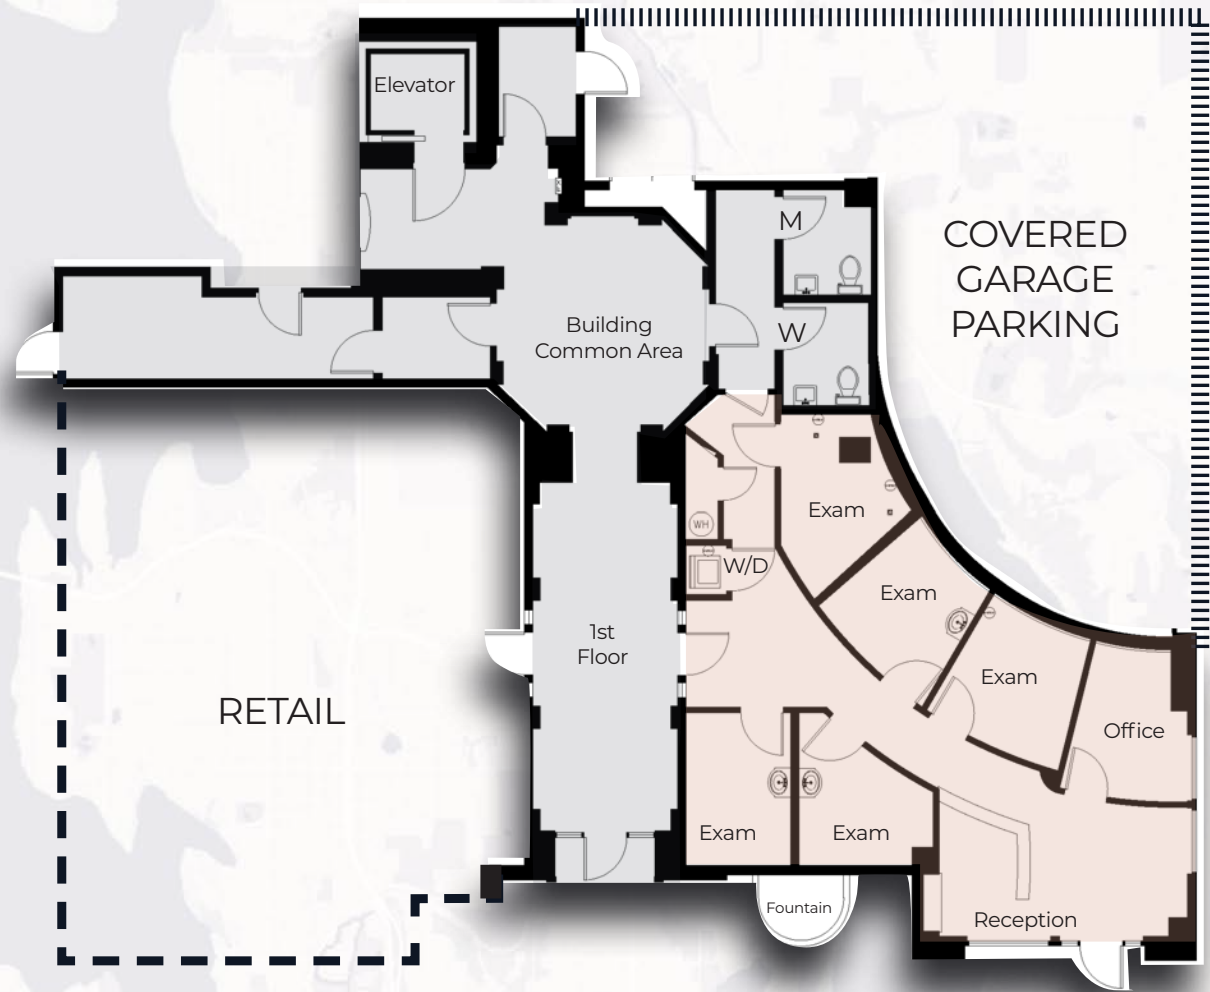 Elevator
M
COVERED
GARAGE
PARKING
W
Building
Common Area
Exam
WH
W/D
Exam
1st
Floor
Exam
RETAIL
Office
Exam
Exam
Fountain
Reception